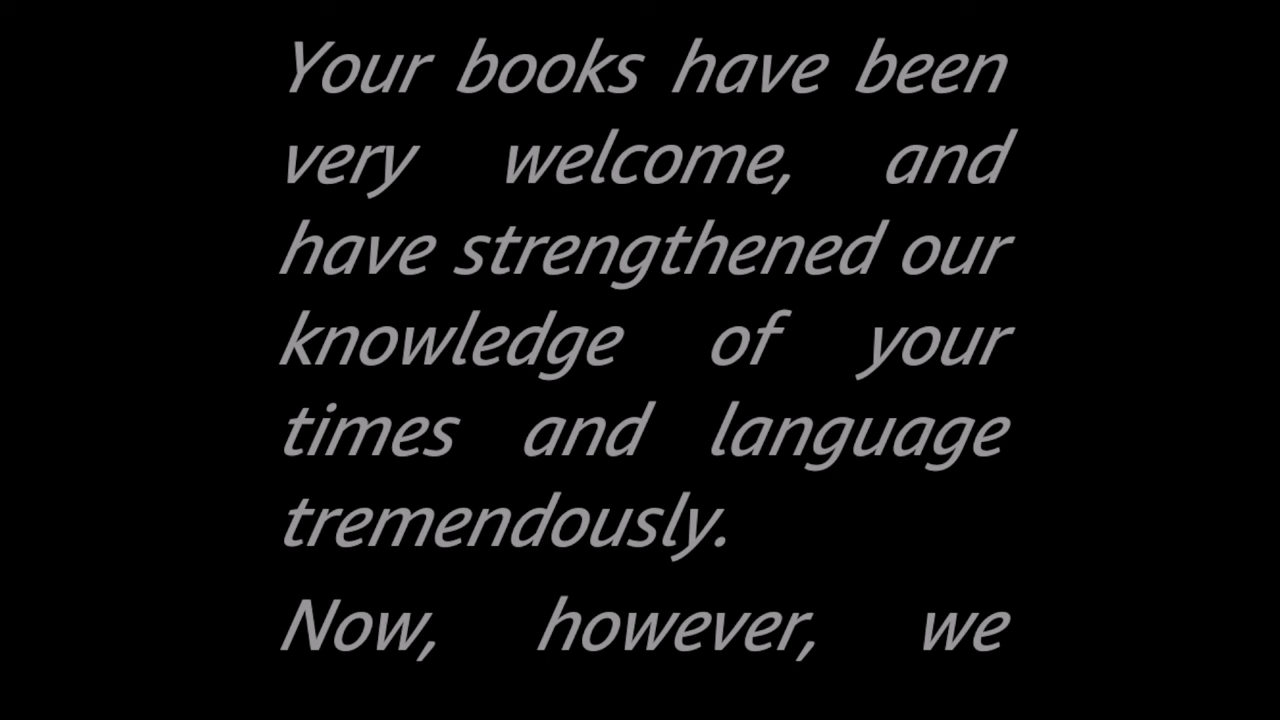 Your books have been
very welcome, and
have strengthened our
knowledge of your
times and language
tremendously.
Now, however, we